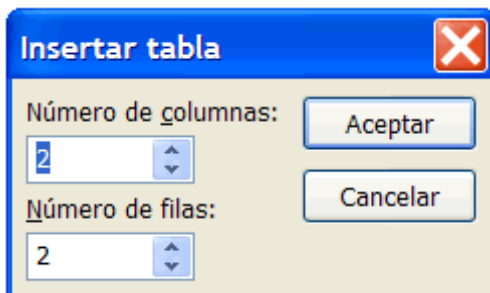 Insertar tabla
Número de columnas:
2
Número de filas:
2
Aceptar
Cancelar